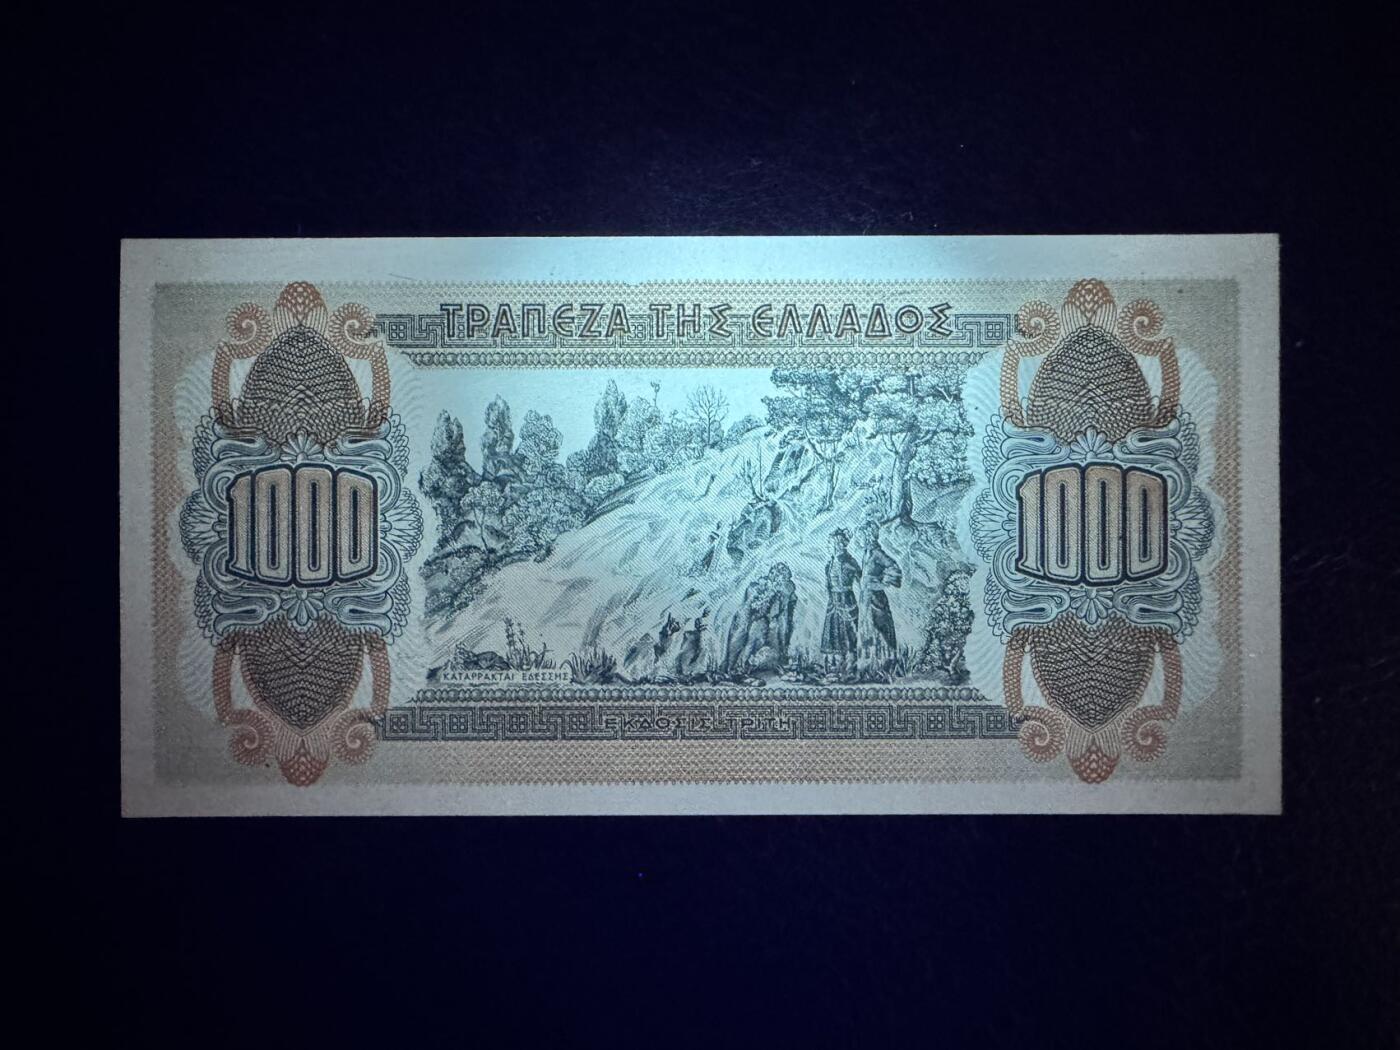 ΤΡΑΠΕΖΑ ΤΗΣ ΕΛΛΑΔΟΣ
1000 1000
ΚΑΤΑΡΡΑΚΤΑΙ ΕΔΕΣΣΗΣ
ΕΚΔΟΣΙΣ ΤΡΙΤΗ